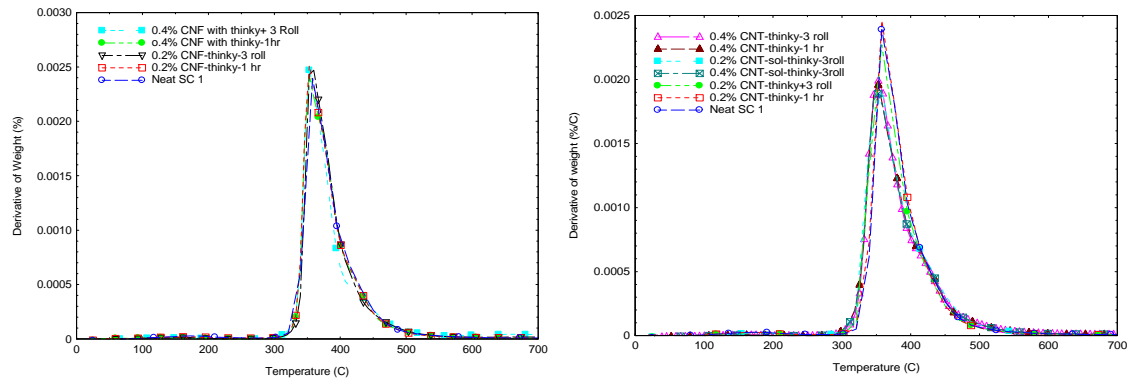 0.0030
0.0025
0.0020
0.0015
0.0010
0.0005
0
Derivative of Weight (%)
0.4% CNF with thinky+ 3 Roll
o.4% CNF with thinky-1hr
0.2% CNF-thinky-3 roll
0.2% CNF-thinky-1 hr
Neat SC 1
0 100 200 300 400 500 600 700
Temperature (C)
0.0025
0.0020
0.0015
0.0010
0.0005
0
Derivative of weight (%/C)
0.4% CNT-thinky-3 roll
0.4% CNT-thinky-1 hr
0.2% CNT-sol-thinky-3roll
0.4% CNT-sol-thinky-3roll
0.2% CNT-thinky+3 roll
0.2% CNT-thinky-1 hr
Neat SC 1
0 100 200 300 400 500 600 700
Temperature (C)